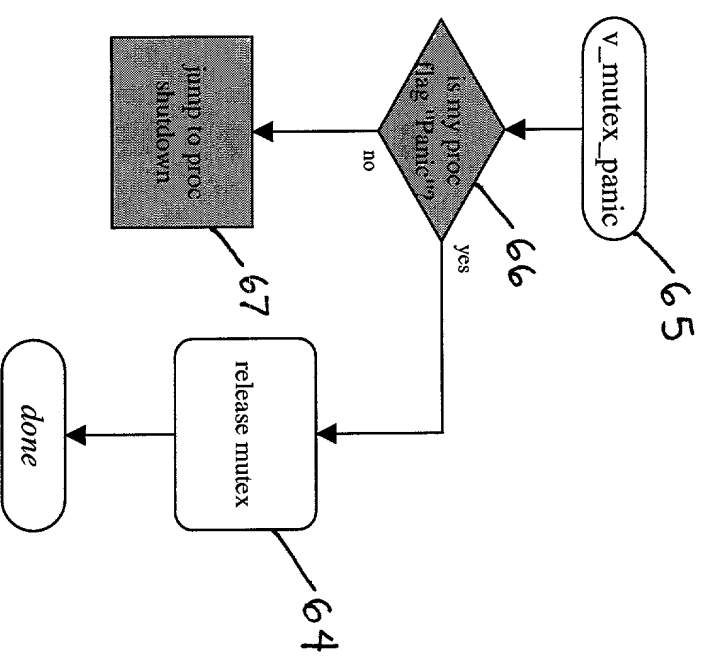 v_mutex_panic
65
is my proc
flag "Panic"?
66
yes
no
jump to proc
shutdown
67
release mutex
64
done